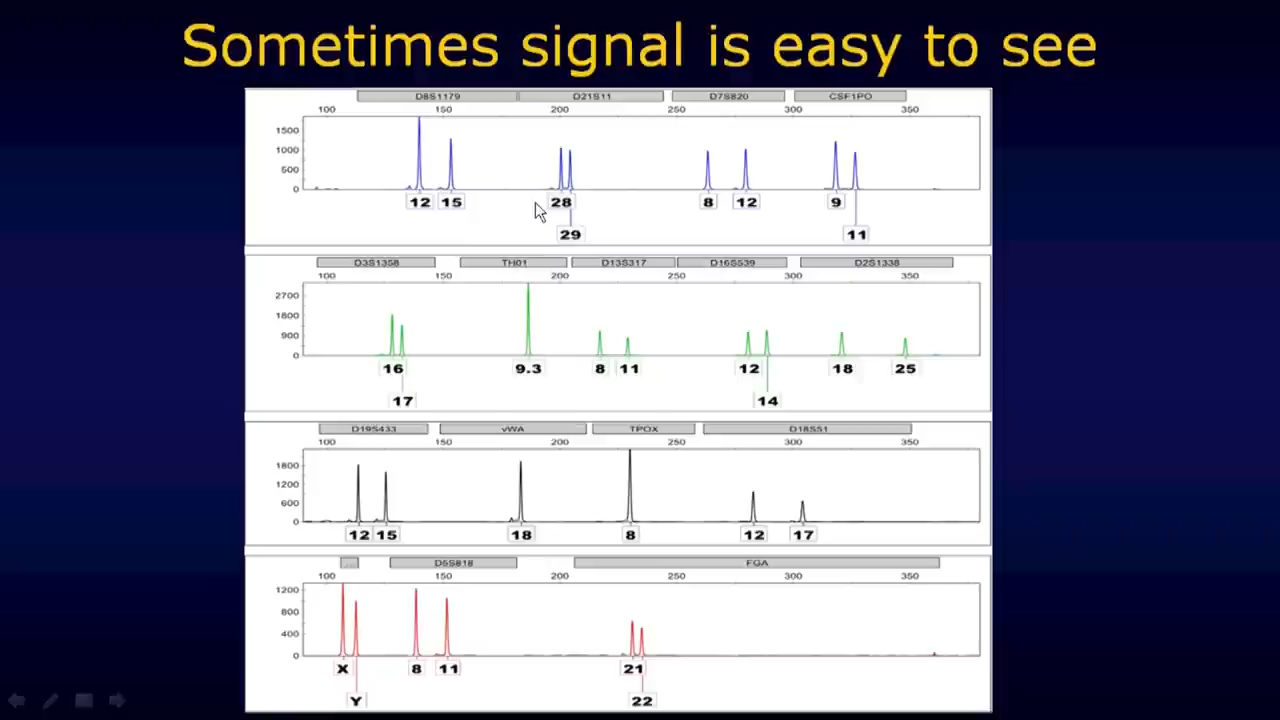 Sometimes signal is easy to see
D8S1179 D21S11 D7S820 CSF1PO
100 150 200 250 300 350
1500
1000
500
0
12 15 28 8 12 9
29 11
D3S1358 TH01 D13S317 D16S539 D2S1338
100 150 200 250 300 350
2700
1800
900
0
16 9.3 8 11 12 18 25
17 14
D19S433 vWA TPOX D18S51
100 150 200 250 300 350
1800
1200
600
0
12 15 18 8 12 17
... D5S818 FGA
100 150 200 250 300 350
1200
800
400
0
X 8 11 21
Y 22